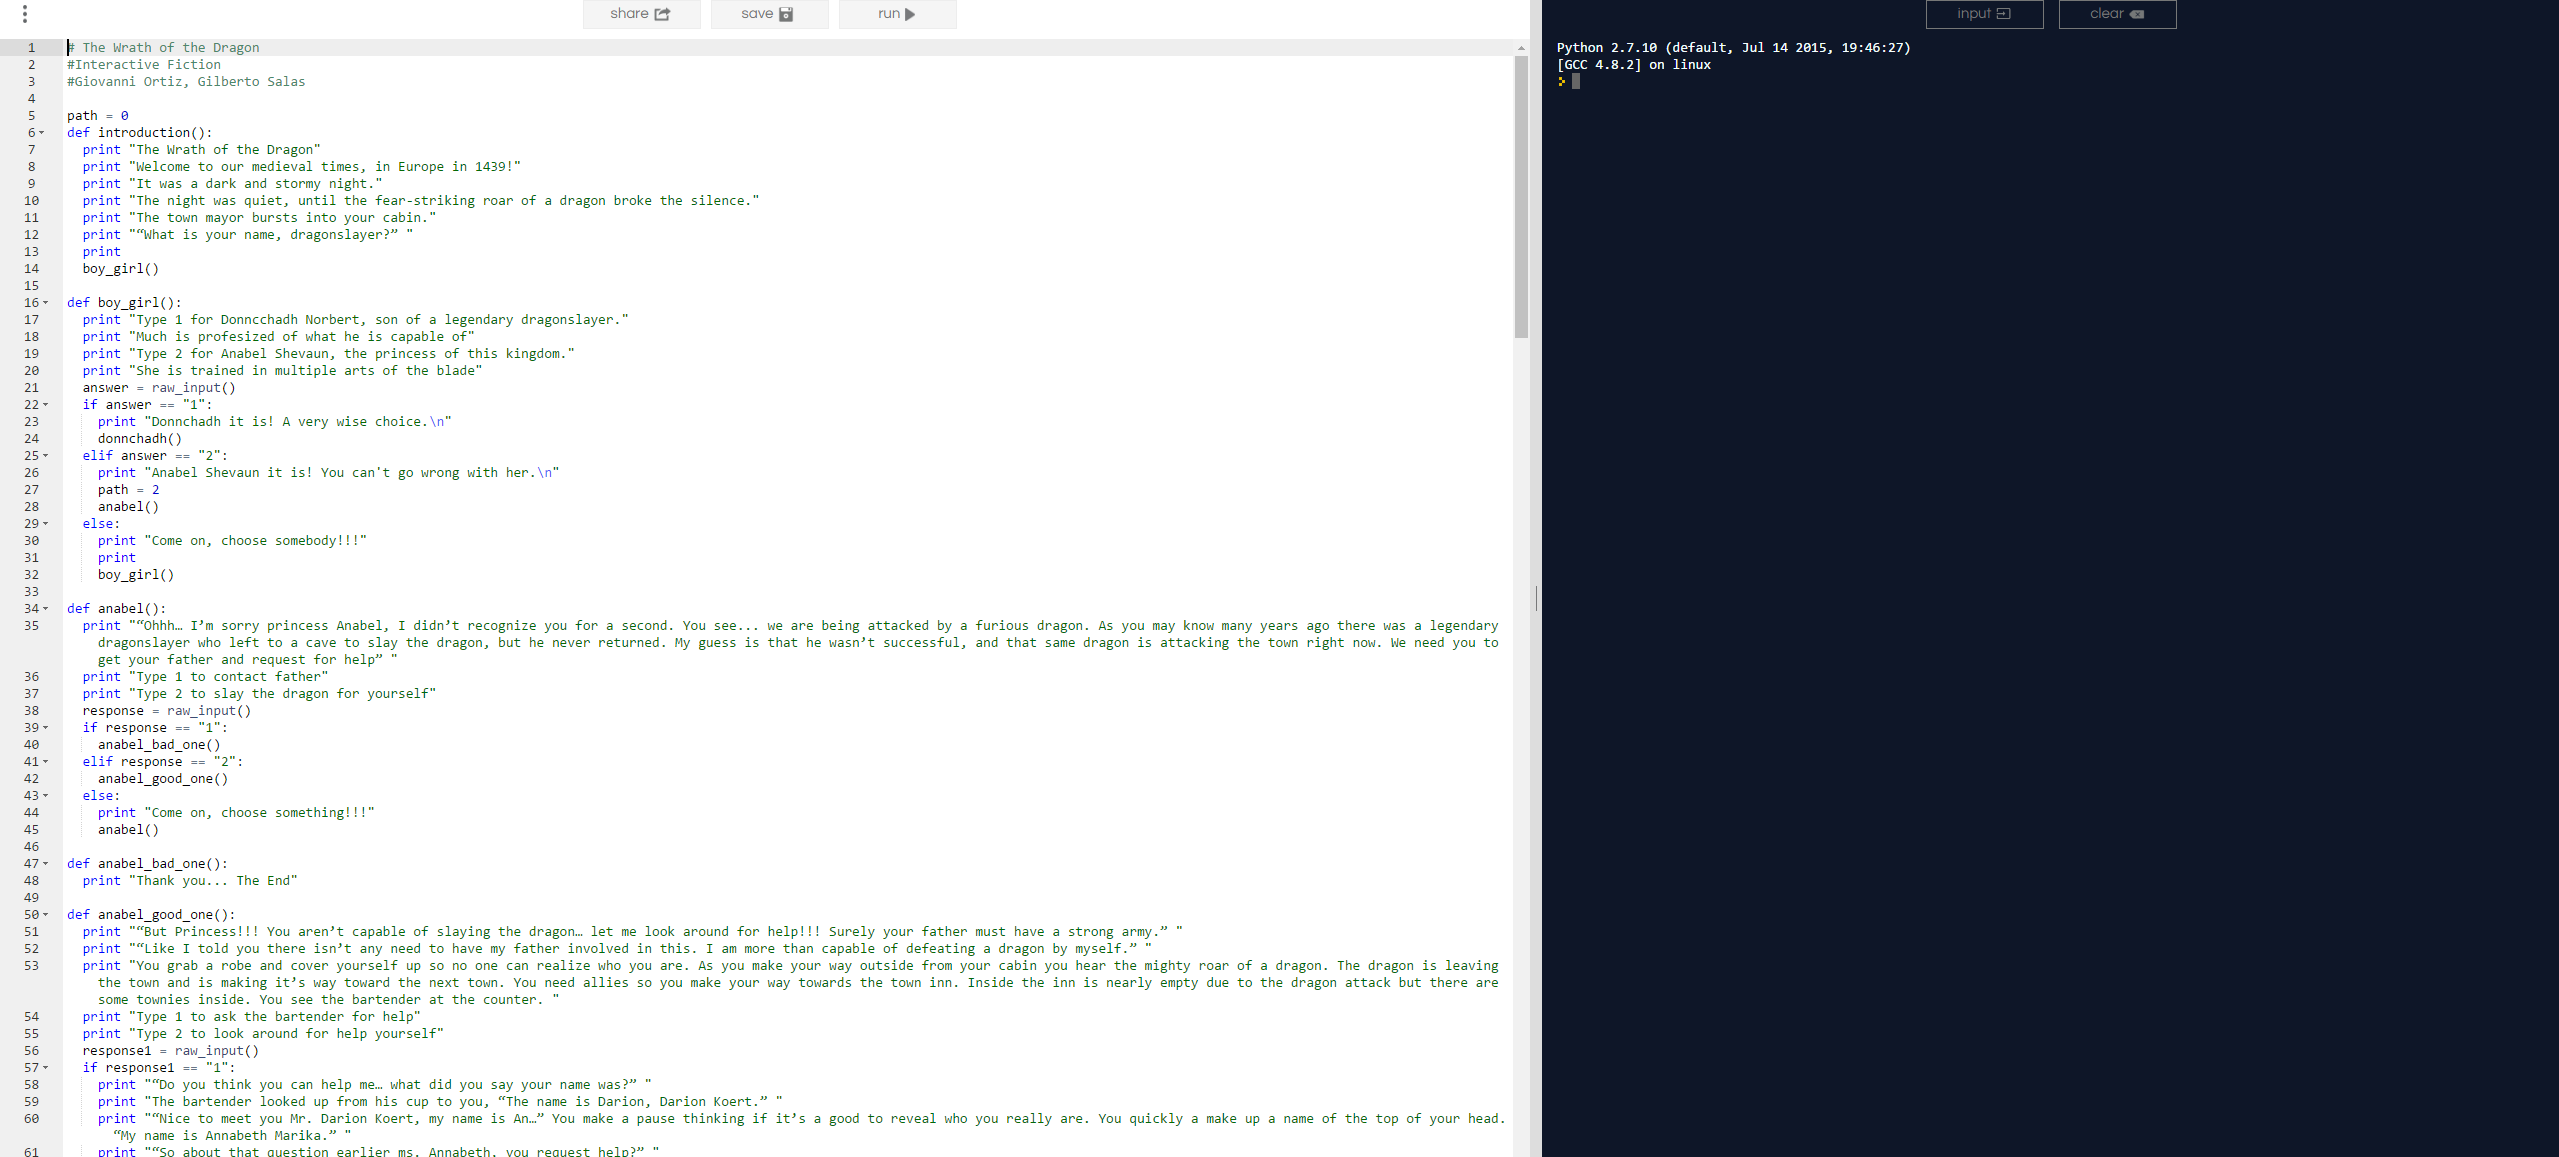 share save run input clear
1 # The Wrath of the Dragon
2 #Interactive Fiction
3 #Giovanni Ortiz, Gilberto Salas
4
5 path = 0
6 def introduction():
7   print "The Wrath of the Dragon"
8   print "Welcome to our medieval times, in Europe in 1439!"
9   print "It was a dark and stormy night."
10   print "The night was quiet, until the fear-striking roar of a dragon broke the silence."
11   print "The town mayor bursts into your cabin."
12   print "“What is your name, dragonslayer?” "
13   print
14   boy_girl()
15
16 def boy_girl():
17   print "Type 1 for Donncchadh Norbert, son of a legendary dragonslayer."
18   print "Much is profesized of what he is capable of"
19   print "Type 2 for Anabel Shevaun, the princess of this kingdom."
20   print "She is trained in multiple arts of the blade"
21   answer = raw_input()
22   if answer == "1":
23     print "Donnchadh it is! A very wise choice.\n"
24     donnchadh()
25   elif answer == "2":
26     print "Anabel Shevaun it is! You can't go wrong with her.\n"
27     path = 2
28     anabel()
29   else:
30     print "Come on, choose somebody!!!"
31     print
32     boy_girl()
33
34 def anabel():
35   print "“Ohhh… I’m sorry princess Anabel, I didn’t recognize you for a second. You see... we are being attacked by a furious dragon. As you may know many years ago there was a legendary
dragonslayer who left to a cave to slay the dragon, but he never returned. My guess is that he wasn’t successful, and that same dragon is attacking the town right now. We need you to
get your father and request for help” "
36   print "Type 1 to contact father"
37   print "Type 2 to slay the dragon for yourself"
38   response = raw_input()
39   if response == "1":
40     anabel_bad_one()
41   elif response == "2":
42     anabel_good_one()
43   else:
44     print "Come on, choose something!!!"
45     anabel()
46
47 def anabel_bad_one():
48   print "Thank you... The End"
49
50 def anabel_good_one():
51   print "“But Princess!!! You aren’t capable of slaying the dragon… let me look around for help!!! Surely your father must have a strong army.” "
52   print "“Like I told you there isn’t any need to have my father involved in this. I am more than capable of defeating a dragon by myself.” "
53   print "You grab a robe and cover yourself up so no one can realize who you are. As you make your way outside from your cabin you hear the mighty roar of a dragon. The dragon is leaving
the town and is making it’s way toward the next town. You need allies so you make your way towards the town inn. Inside the inn is nearly empty due to the dragon attack but there are
some townies inside. You see the bartender at the counter. "
54   print "Type 1 to ask the bartender for help"
55   print "Type 2 to look around for help yourself"
56   response1 = raw_input()
57   if response1 == "1":
58     print "“Do you think you can help me… what did you say your name was?” "
59     print "The bartender looked up from his cup to you, “The name is Darion, Darion Koert.” "
60     print "“Nice to meet you Mr. Darion Koert, my name is An…” You make a pause thinking if it’s a good to reveal who you really are. You quickly a make up a name of the top of your head.
“My name is Annabeth Marika.” "
61     print "“So about that question earlier ms. Annabeth, you request help?” "
Python 2.7.10 (default, Jul 14 2015, 19:46:27)
[GCC 4.8.2] on linux